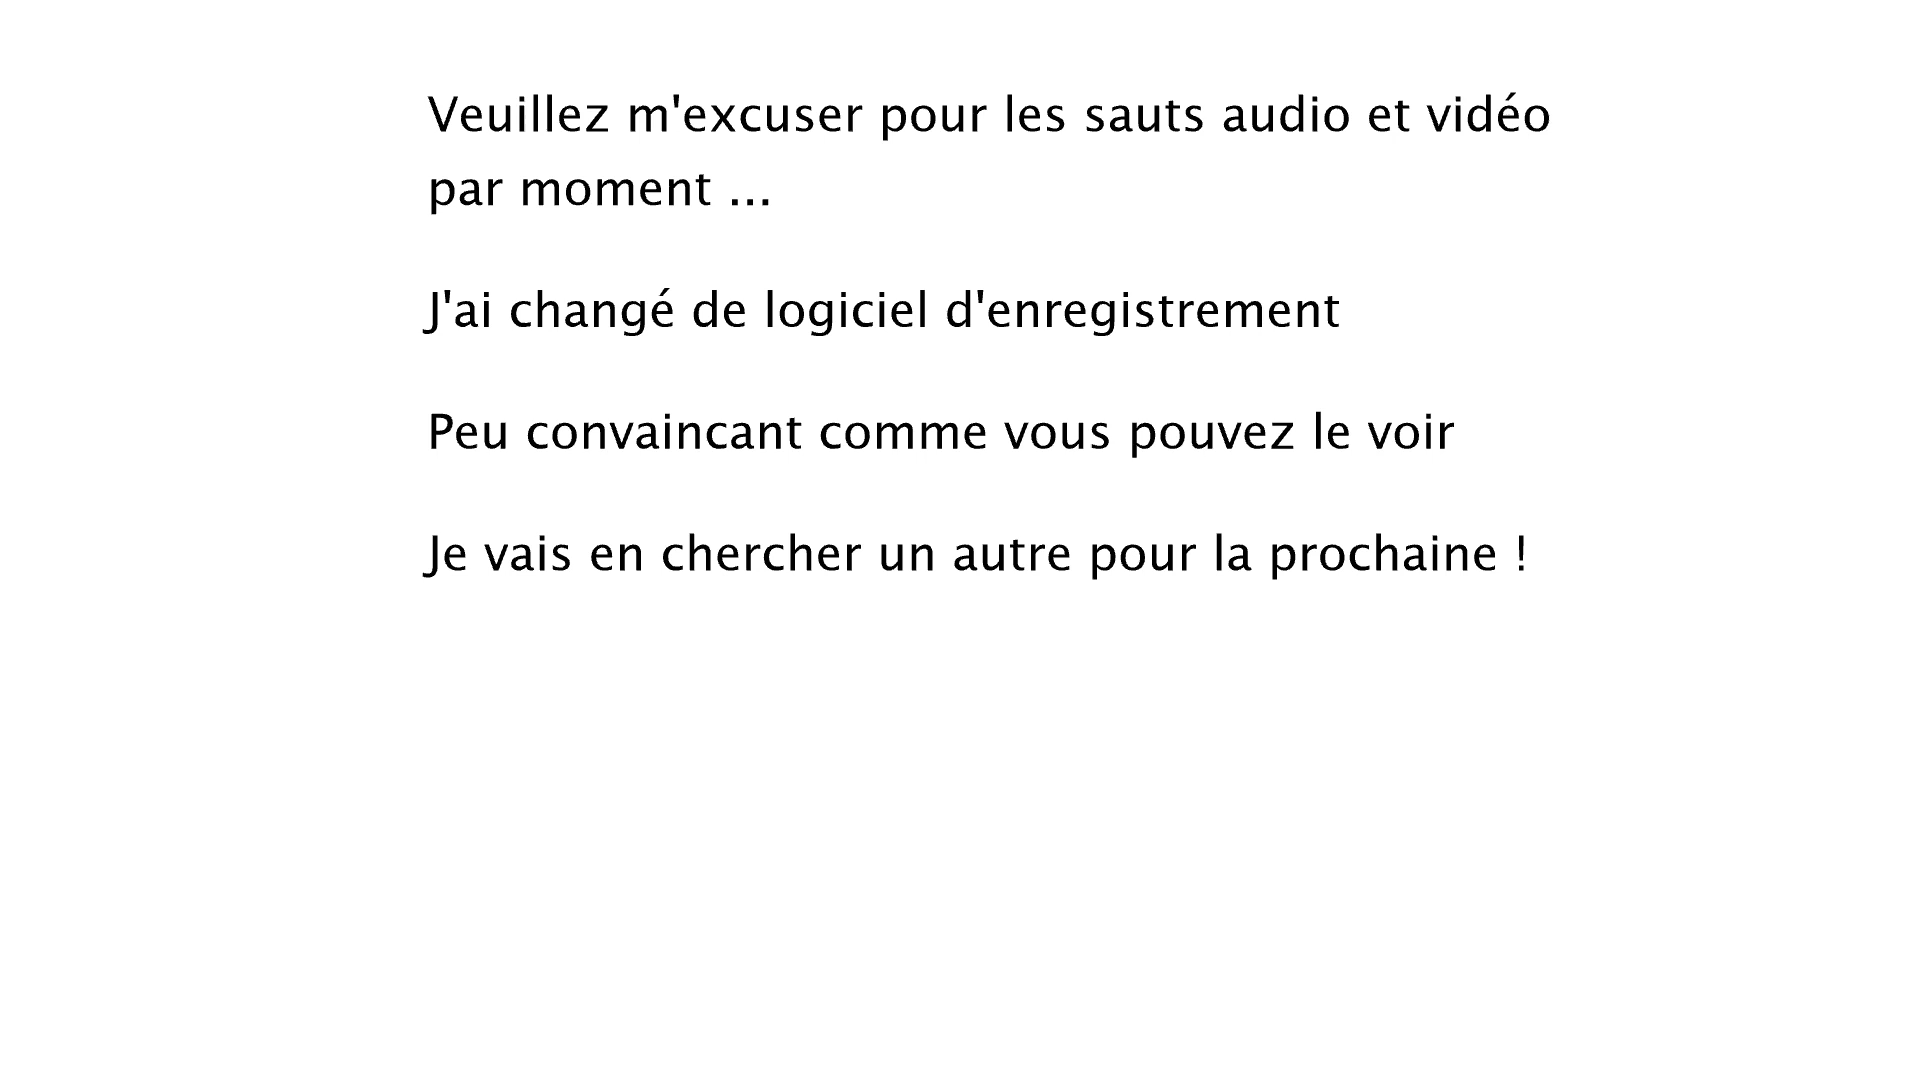 Veuillez m'excuser pour les sauts audio et vidéo
par moment ...
J'ai changé de logiciel d'enregistrement
Peu convaincant comme vous pouvez le voir
Je vais en chercher un autre pour la prochaine !